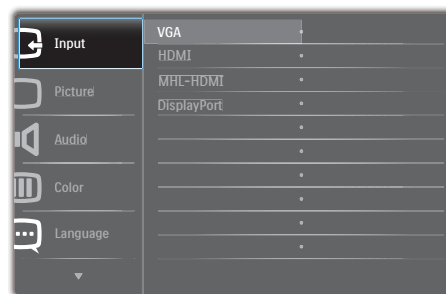 Input
Picture
Audio
Color
Language
VGA
HDMI
MHL-HDMI
DisplayPort